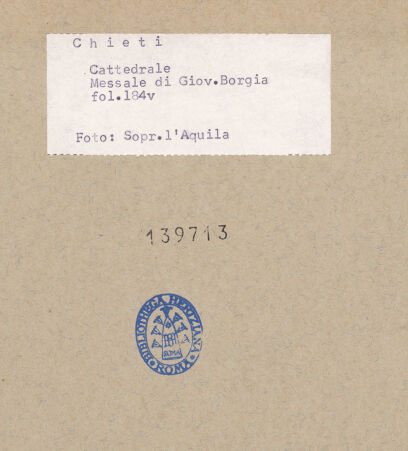 Chieti
Cattedrale
Messale di Giov.Borgia
fol.184v
Foto: Sopr.l'Aquila
139713
BIBLIOTHECA HERTZIANA
ROMA